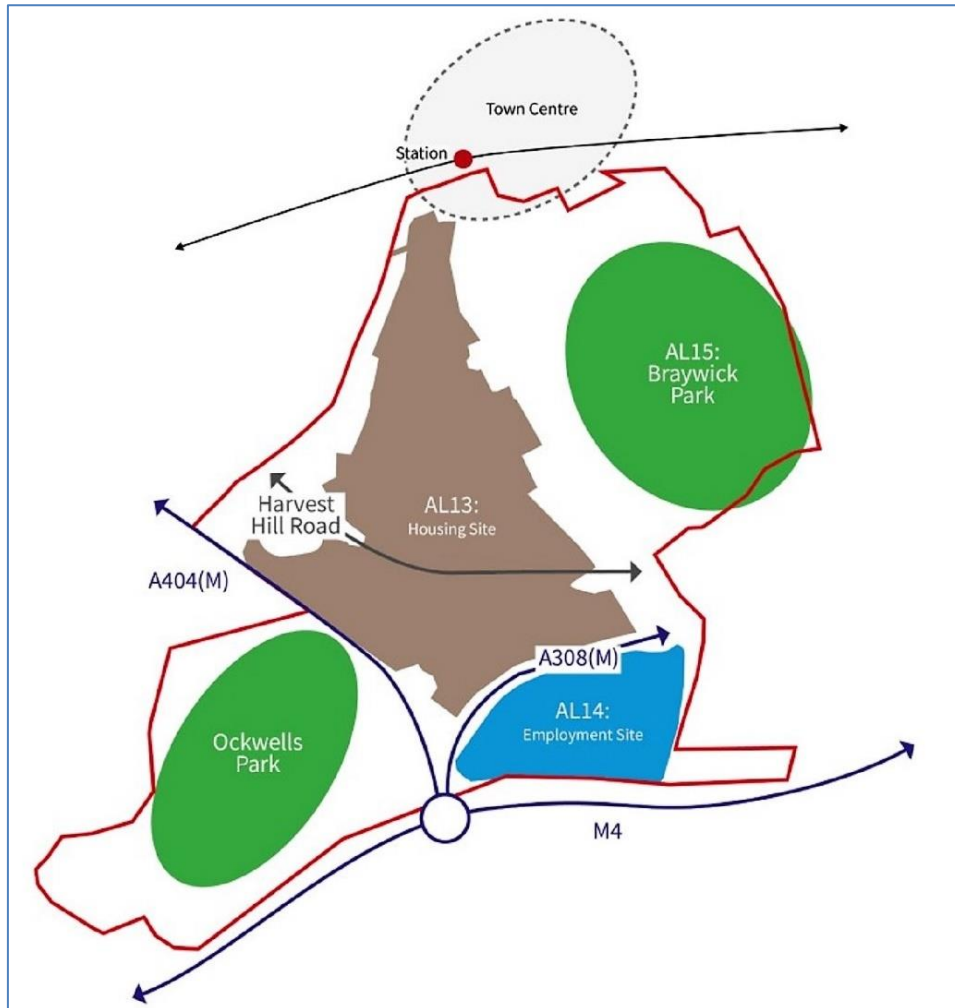 Town Centre
Station
AL15:
Braywick
Park
Harvest
Hill Road
AL13:
Housing Site
A404(M)
A308(M)
AL14:
Employment Site
Ockwells
Park
M4